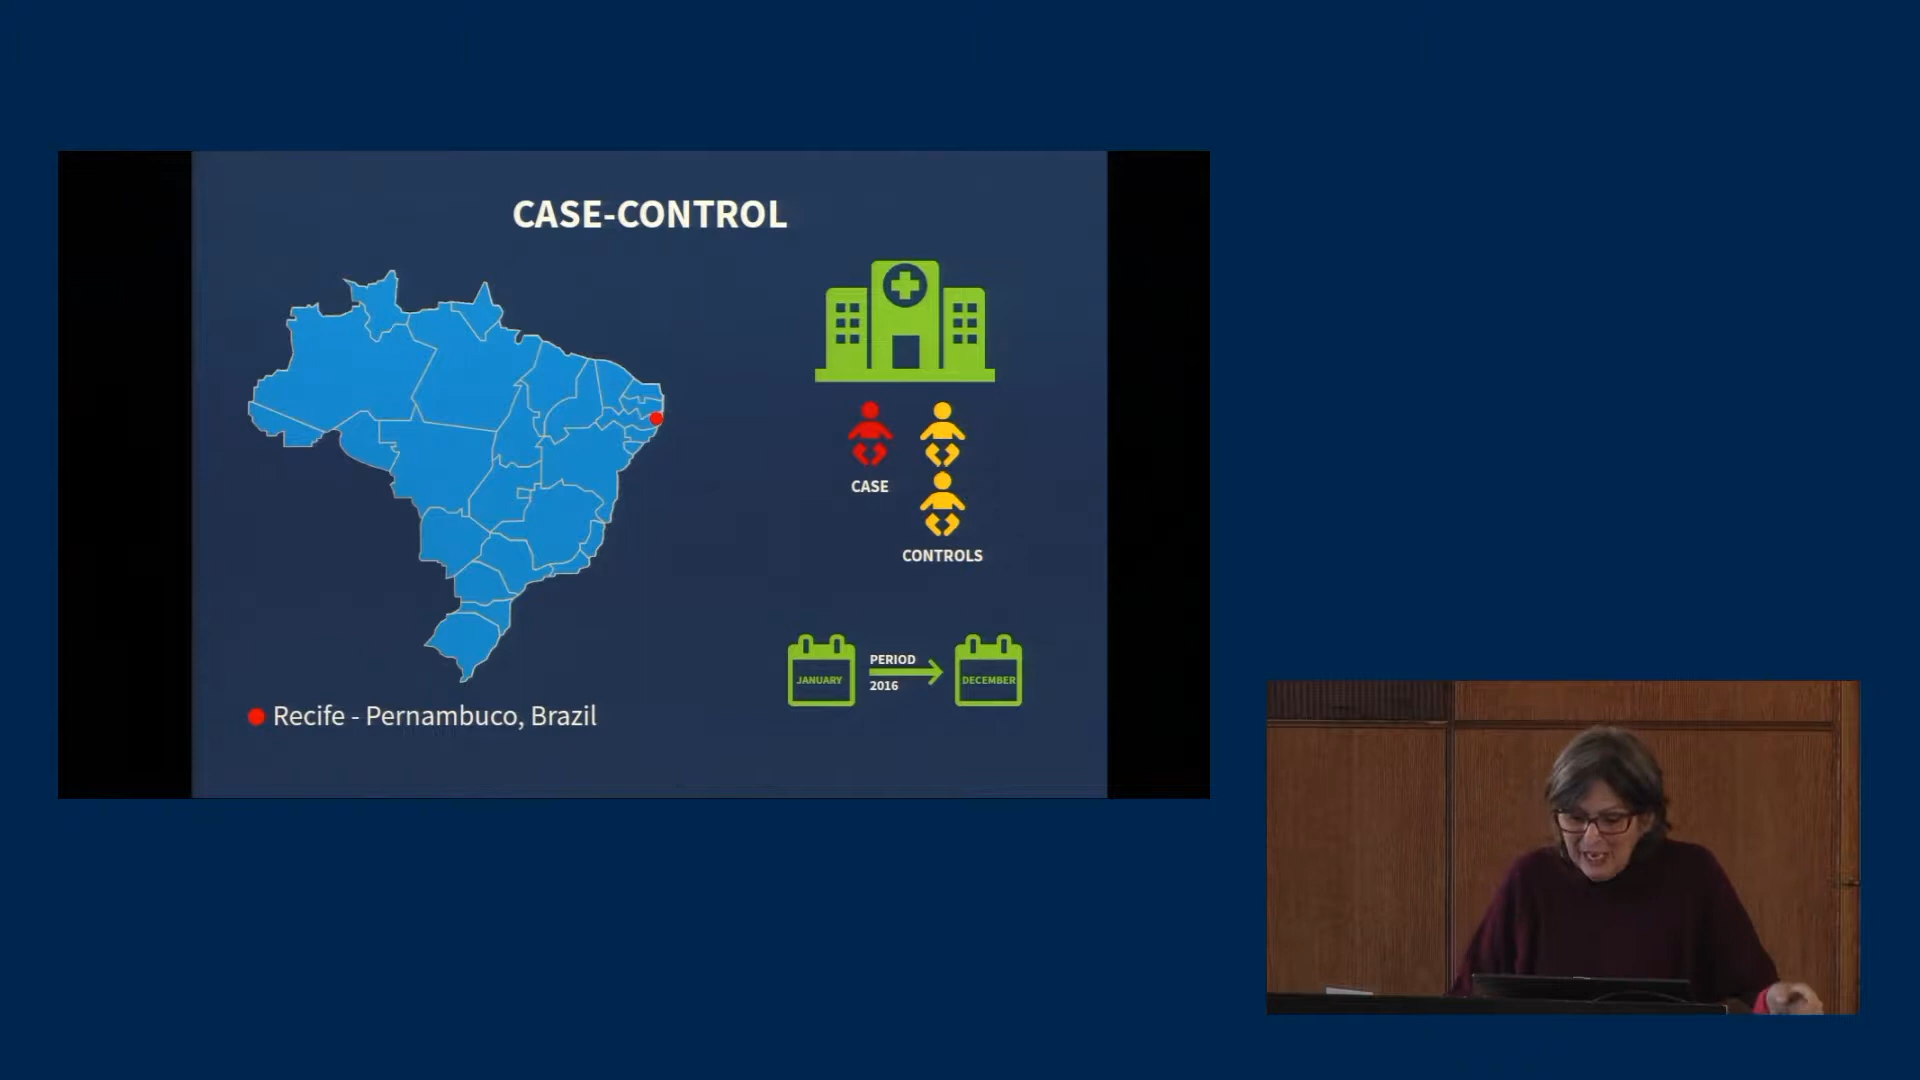 CASE-CONTROL
CASE
CONTROLS
JANUARY
PERIOD
2016
DECEMBER
Recife - Pernambuco, Brazil